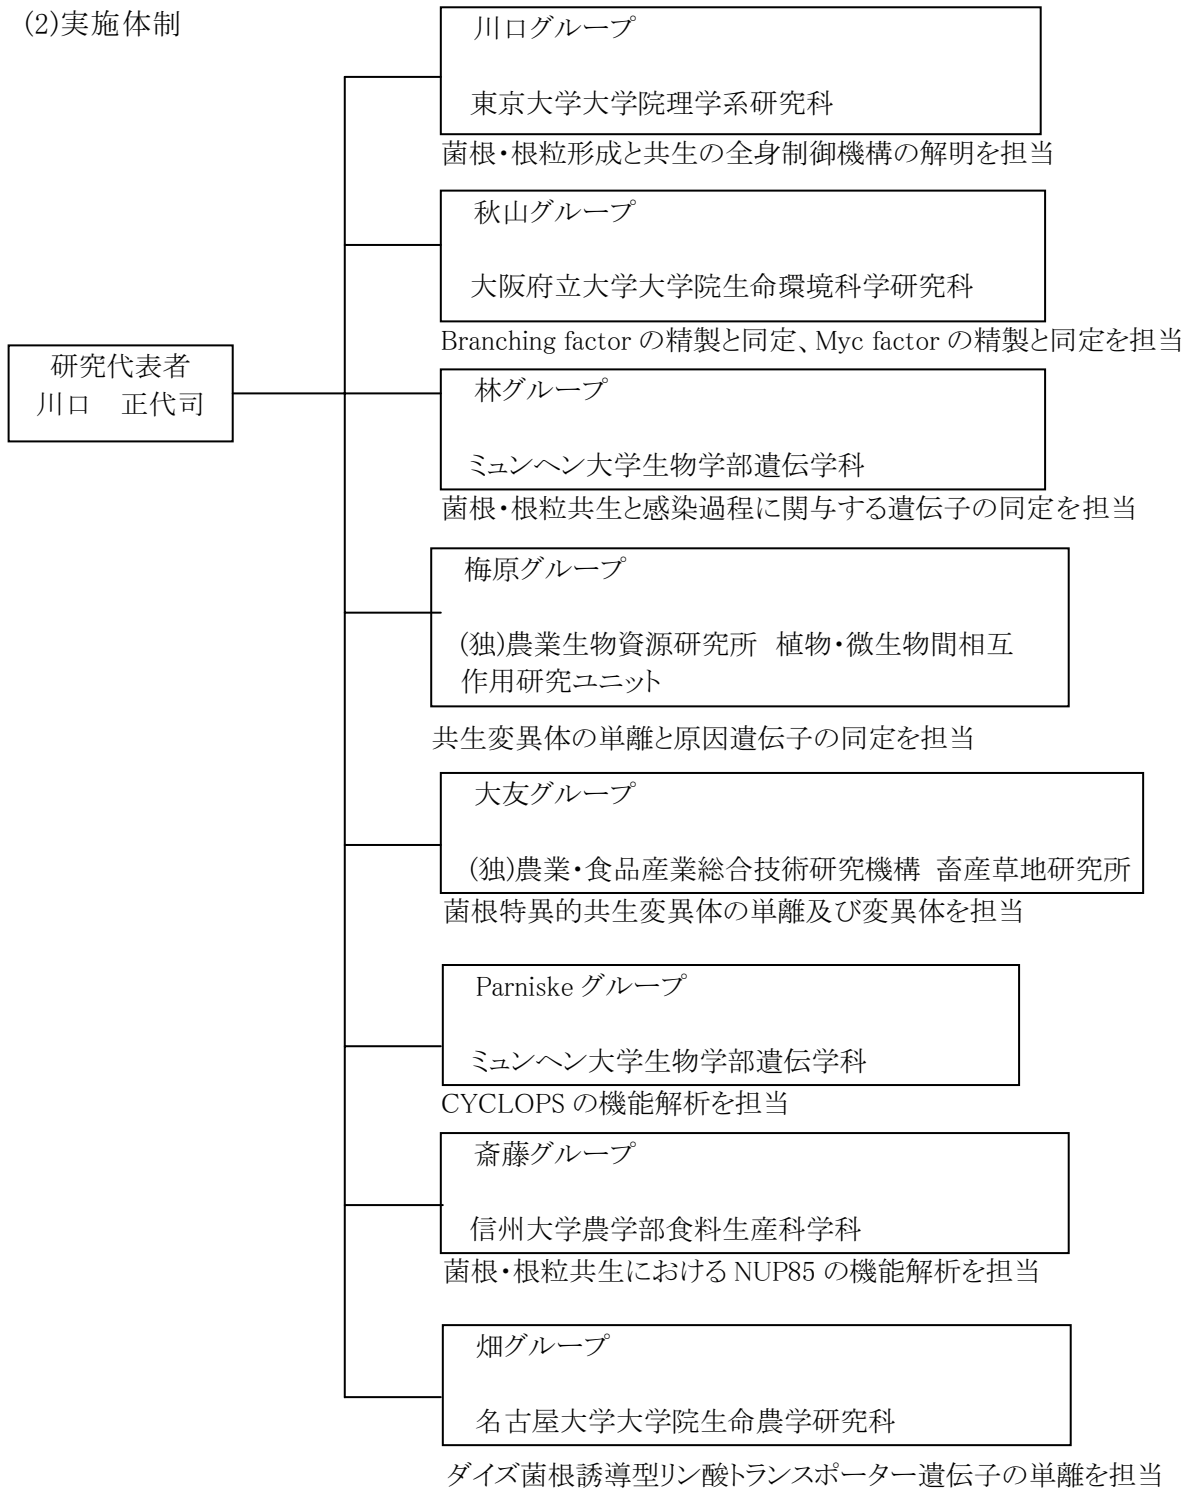 (2)実施体制
川口グループ
東京大学大学院理学系研究科
菌根・根粒形成と共生の全身制御機構の解明を担当
秋山グループ
大阪府立大学大学院生命環境科学研究科
Branching factor の精製と同定、Myc factor の精製と同定を担当
研究代表者
川口　正代司
林グループ
ミュンヘン大学生物学部遺伝学科
菌根・根粒共生と感染過程に関与する遺伝子の同定を担当
梅原グループ
(独)農業生物資源研究所　植物・微生物間相互
作用研究ユニット
共生変異体の単離と原因遺伝子の同定を担当
大友グループ
(独)農業・食品産業総合技術研究機構 畜産草地研究所
菌根特異的共生変異体の単離及び変異体を担当
Parniske グループ
ミュンヘン大学生物学部遺伝学科
CYCLOPS の機能解析を担当
斎藤グループ
信州大学農学部食料生産科学科
菌根・根粒共生における NUP85 の機能解析を担当
畑グループ
名古屋大学大学院生命農学研究科
ダイズ菌根誘導型リン酸トランスポーター遺伝子の単離を担当